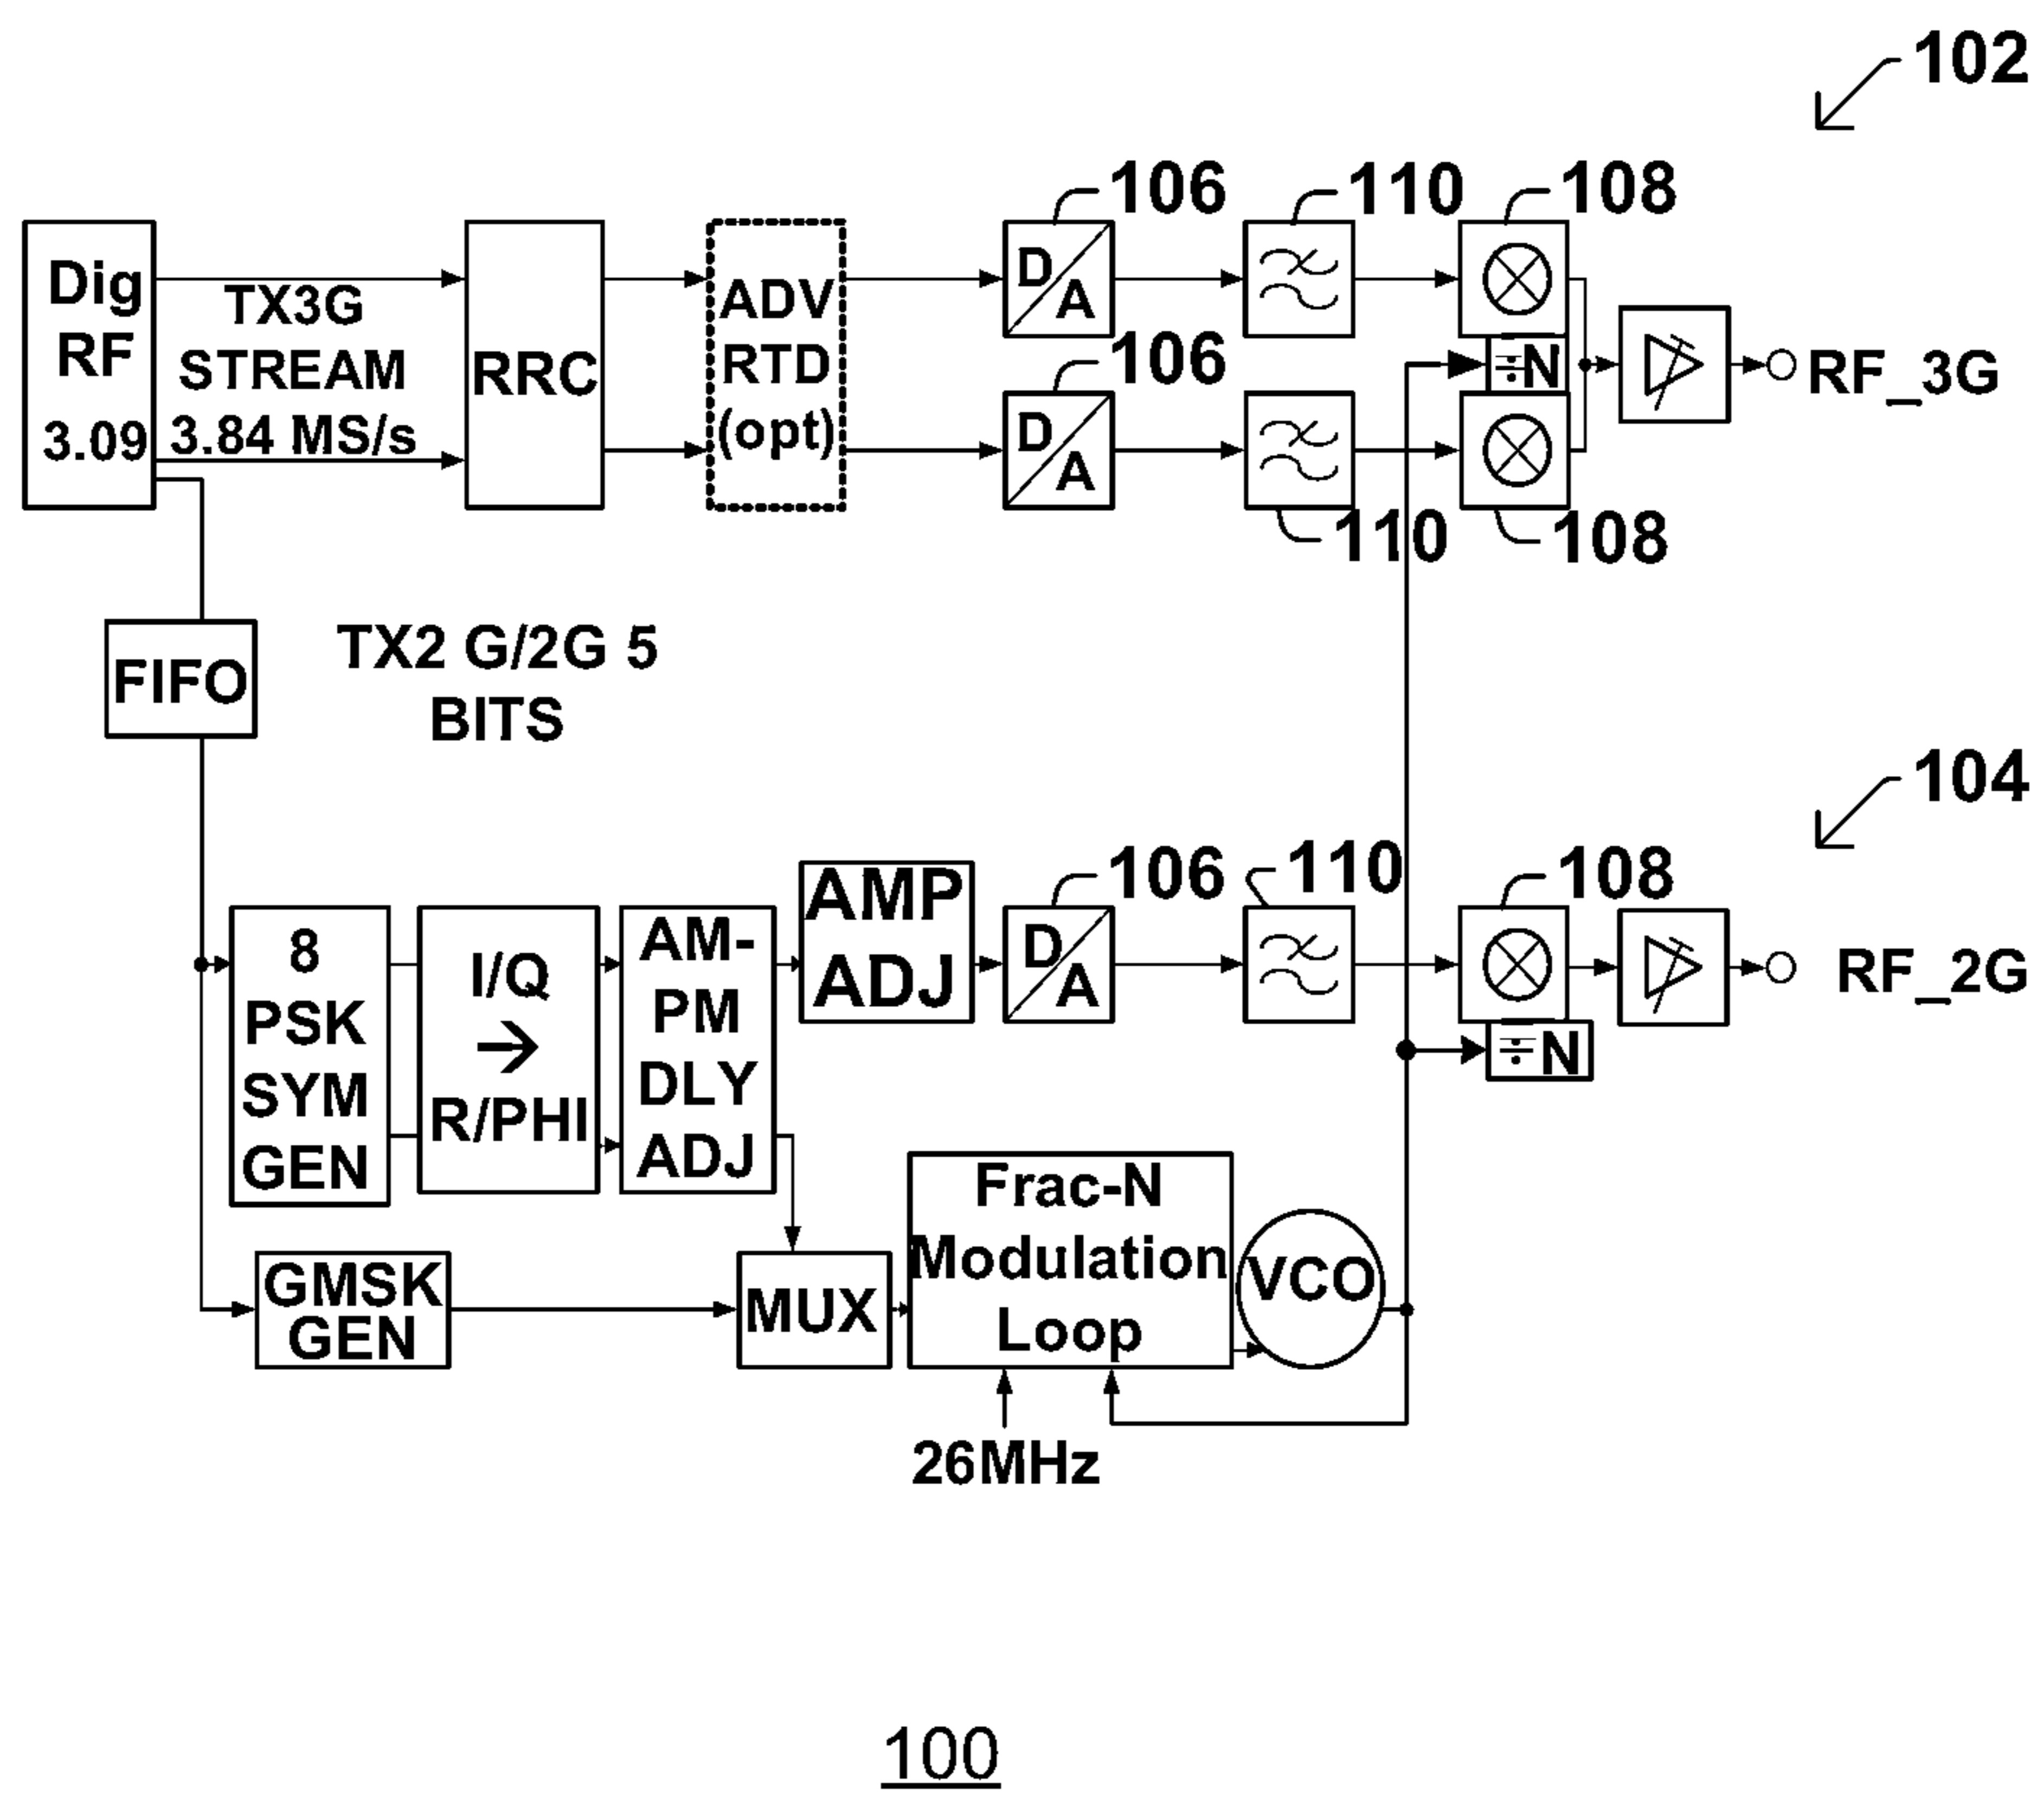 102
106
110
108
Dig
RF
3.09
TX3G
STREAM
3.84 MS/s
RRC
ADV
RTD
(opt)
D
A
106
D
A
÷N
RF_3G
110
108
FIFO
TX2 G/2G 5
BITS
104
106
110
108
8
PSK
SYM
GEN
I/Q
→
R/PHI
AM-
PM
DLY
ADJ
AMP
ADJ
D
A
÷N
RF_2G
GMSK
GEN
MUX
Frac-N
Modulation
Loop
VCO
26MHz
100